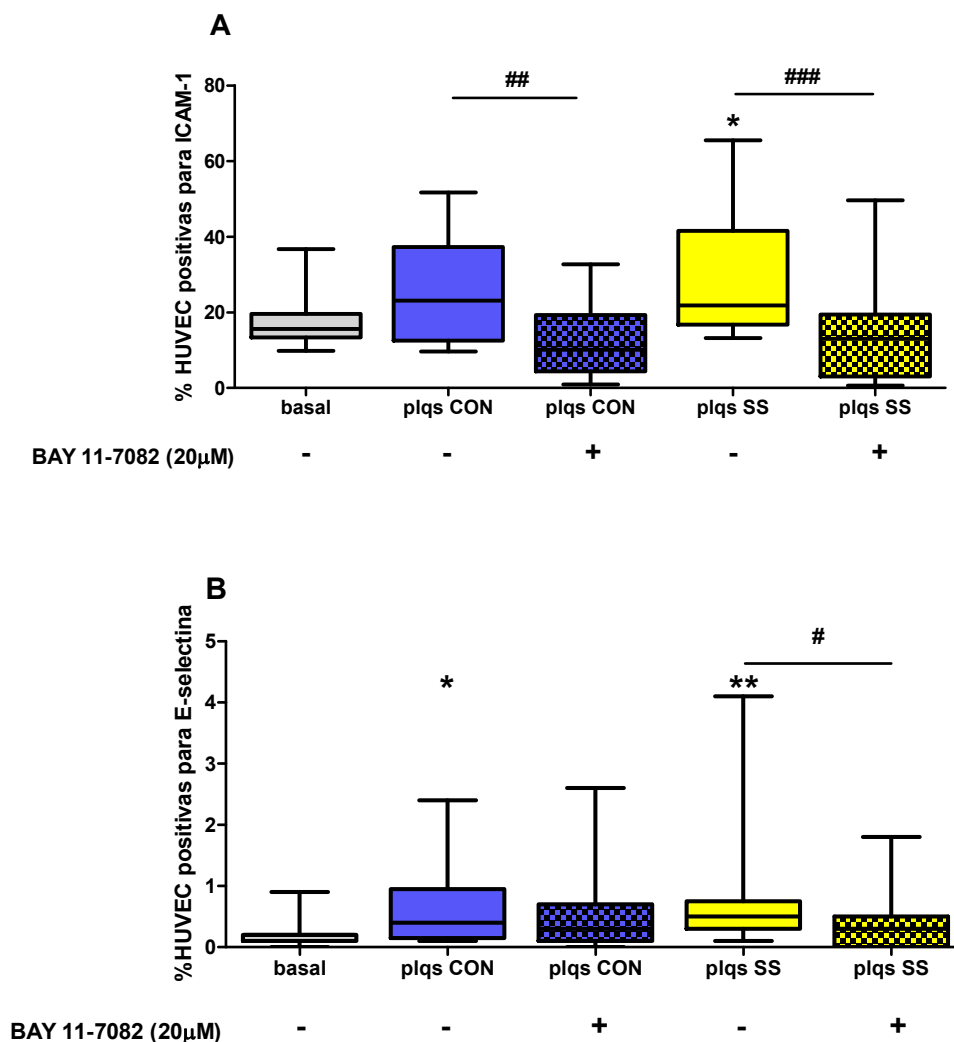 A
% HUVEC positivas para ICAM-1
80
60
40
20
0
##
###
*
basal plqs CON plqs CON plqs SS plqs SS
BAY 11-7082 (20µM) - - + - +
B
%HUVEC positivas para E-selectina
5
4
3
2
1
0
#
* **
basal plqs CON plqs CON plqs SS plqs SS
BAY 11-7082 (20µM) - - + - +